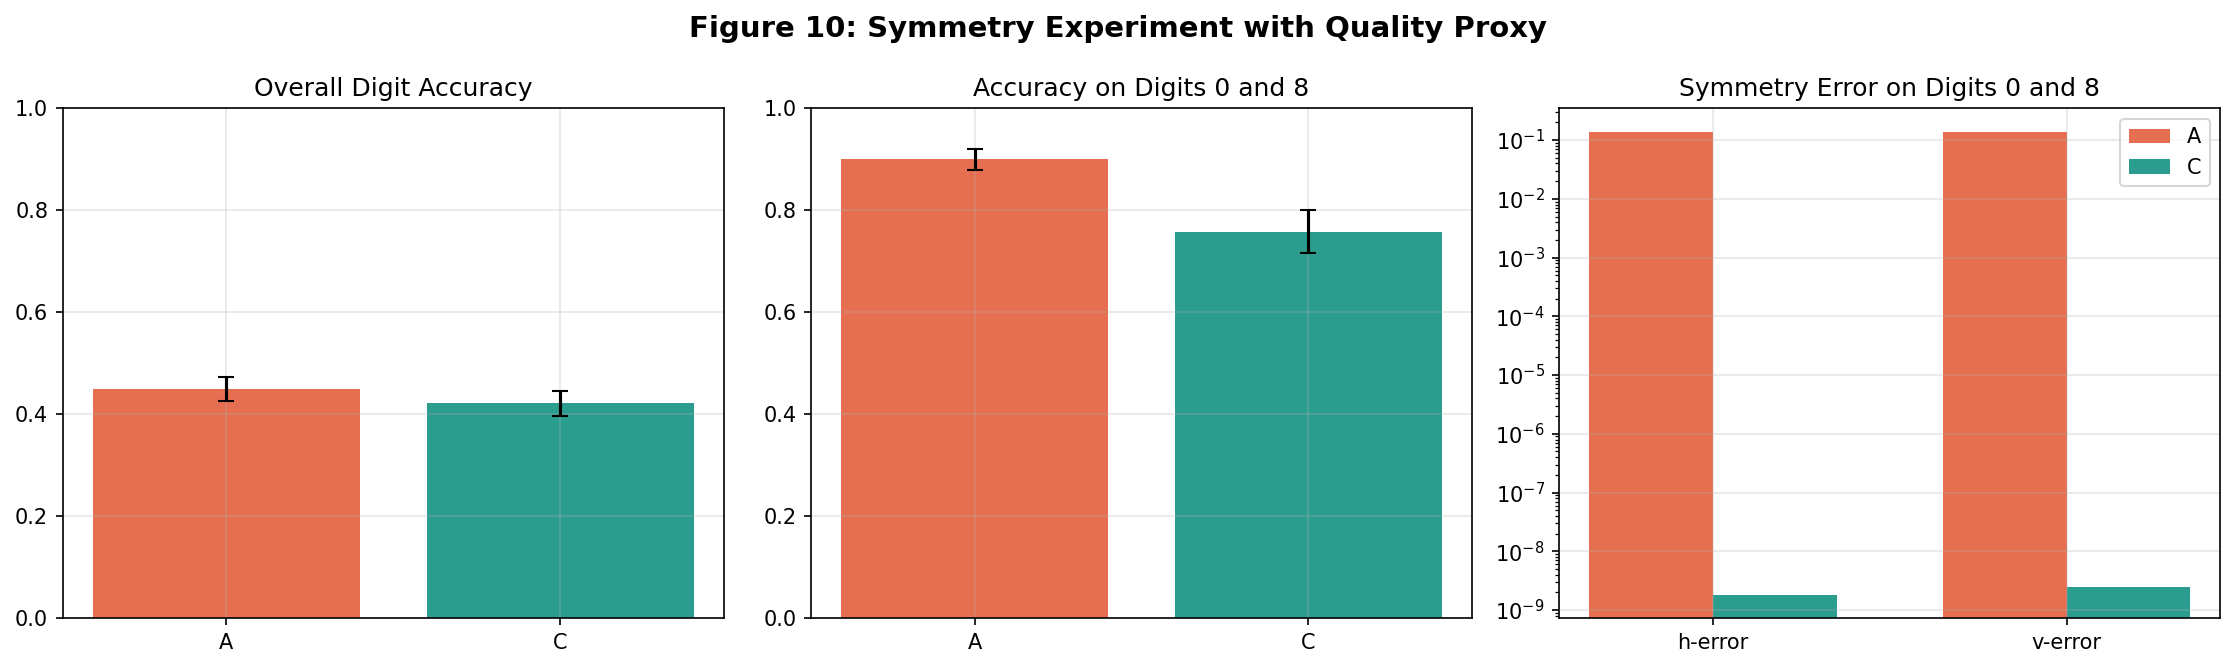 Figure 10: Symmetry Experiment with Quality Proxy
Overall Digit Accuracy
1.0
0.8
0.6
0.4
0.2
0.0
A
C
Accuracy on Digits 0 and 8
1.0
0.8
0.6
0.4
0.2
0.0
A
C
Symmetry Error on Digits 0 and 8
10⁻¹
10⁻²
10⁻³
10⁻⁴
10⁻⁵
10⁻⁶
10⁻⁷
10⁻⁸
10⁻⁹
h-error
v-error
A
C